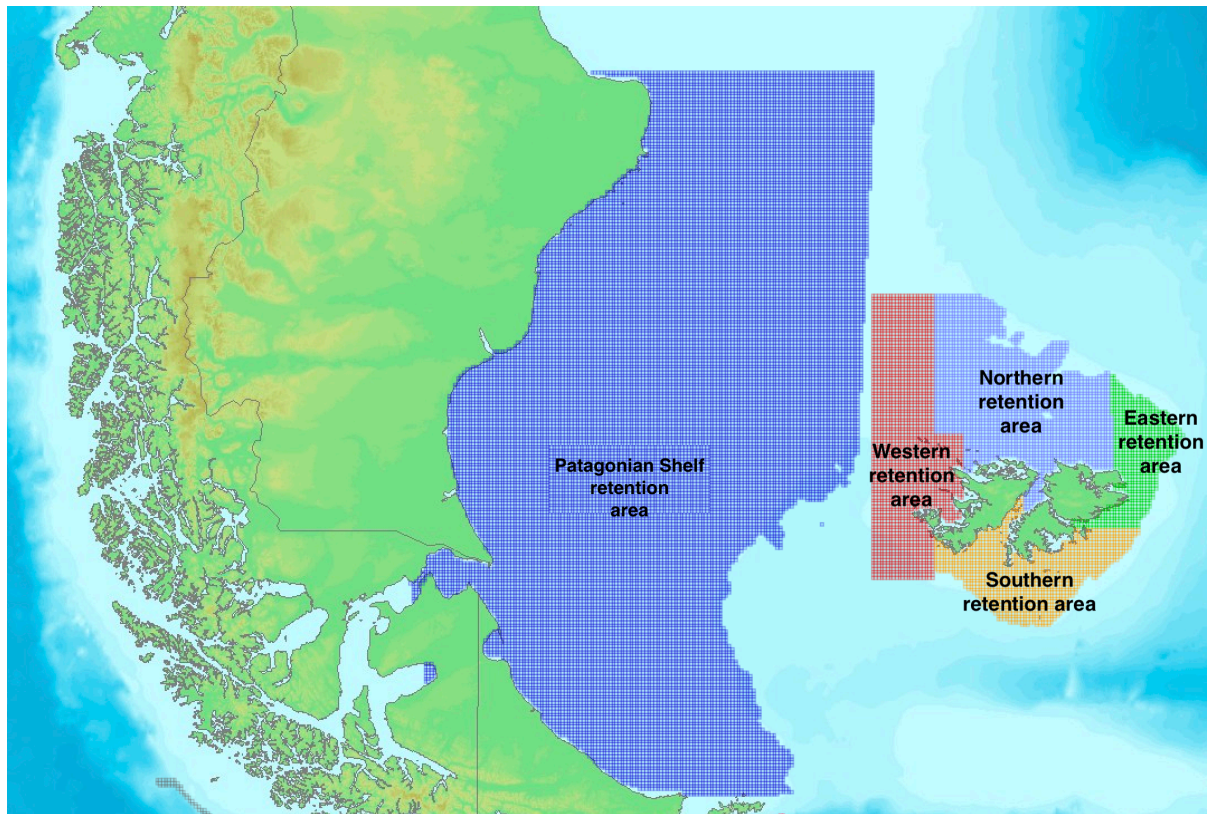 Northern
retention
area
Eastern
retention
area
Western
retention
area
Patagonian Shelf
retention
area
Southern
retention area